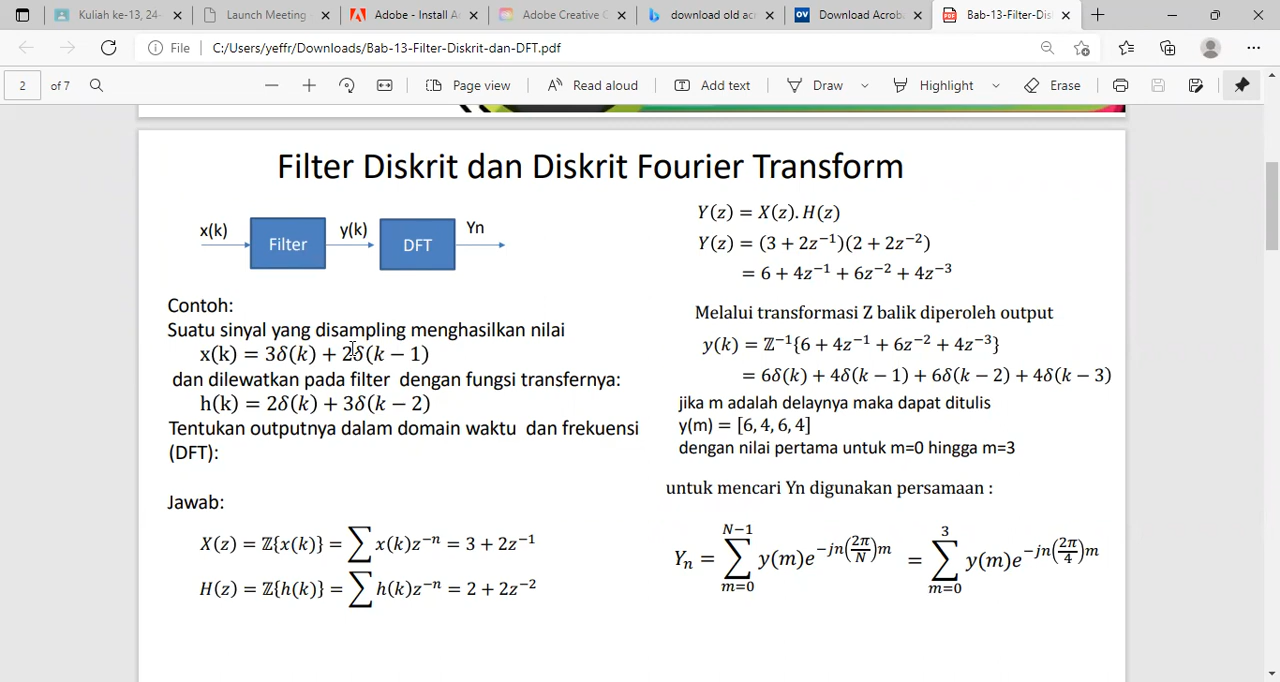 Kuliah ke-13, 24-
Launch Meeting -
Adobe - Install A
Adobe Creative C
download old ac
Download Acrob
Bab-13-Filter-Dis
File C:/Users/yeffr/Downloads/Bab-13-Filter-Diskrit-dan-DFT.pdf
2 of 7 Page view Read aloud Add text Draw Highlight Erase
Filter Diskrit dan Diskrit Fourier Transform
x(k) Filter y(k) DFT Yn
Contoh:
Suatu sinyal yang disampling menghasilkan nilai
x(k) = 3δ(k) + 2δ(k − 1)
dan dilewatkan pada filter dengan fungsi transfernya:
h(k) = 2δ(k) + 3δ(k − 2)
Tentukan outputnya dalam domain waktu dan frekuensi
(DFT):
Jawab:
X(z) = ℤ{x(k)} = ∑ x(k)z⁻ⁿ = 3 + 2z⁻¹
H(z) = ℤ{h(k)} = ∑ h(k)z⁻ⁿ = 2 + 2z⁻²
Y(z) = X(z). H(z)
Y(z) = (3 + 2z⁻¹)(2 + 2z⁻²)
= 6 + 4z⁻¹ + 6z⁻² + 4z⁻³
Melalui transformasi Z balik diperoleh output
y(k) = ℤ⁻¹{6 + 4z⁻¹ + 6z⁻² + 4z⁻³}
= 6δ(k) + 4δ(k − 1) + 6δ(k − 2) + 4δ(k − 3)
jika m adalah delaynya maka dapat ditulis
y(m) = [6, 4, 6, 4]
dengan nilai pertama untuk m=0 hingga m=3
untuk mencari Yn digunakan persamaan :
Yₙ = ∑_{m=0}^{N−1} y(m)e^{−jn(2π/N)m} = ∑_{m=0}^{3} y(m)e^{−jn(2π/4)m}